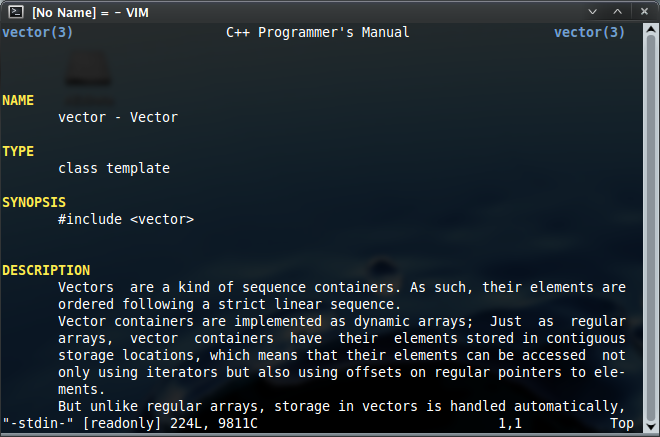 [No Name] = - VIM
vector(3) C++ Programmer's Manual vector(3)
NAME
vector - Vector
TYPE
class template
SYNOPSIS
#include <vector>
DESCRIPTION
Vectors are a kind of sequence containers. As such, their elements are
ordered following a strict linear sequence.
Vector containers are implemented as dynamic arrays; Just as regular
arrays, vector containers have their elements stored in contiguous
storage locations, which means that their elements can be accessed not
only using iterators but also using offsets on regular pointers to ele-
ments.
But unlike regular arrays, storage in vectors is handled automatically,
"-stdin-" [readonly] 224L, 9811C 1,1 Top